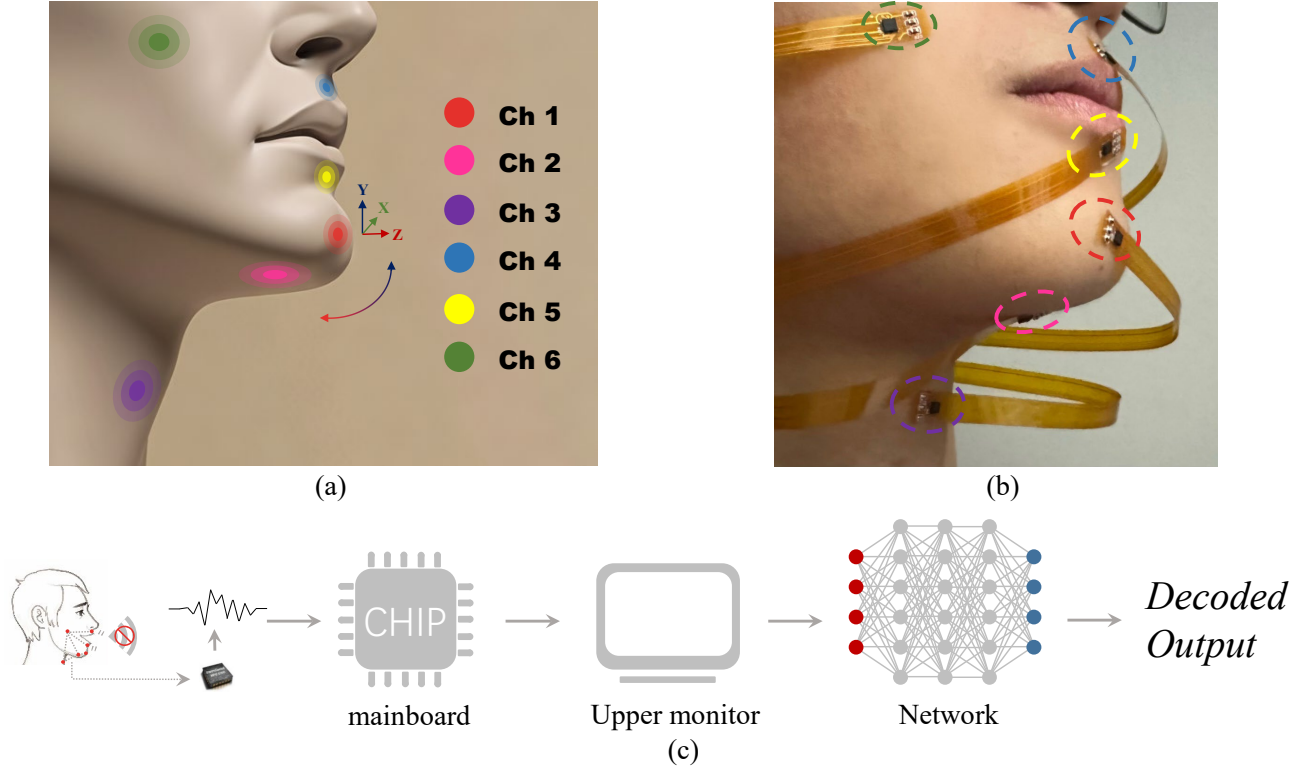 Ch 1
Ch 2
Ch 3
Ch 4
Ch 5
Ch 6
Y
X
Z
(a)
(b)
CHIP
mainboard
Upper monitor
Network
Decoded
Output
(c)